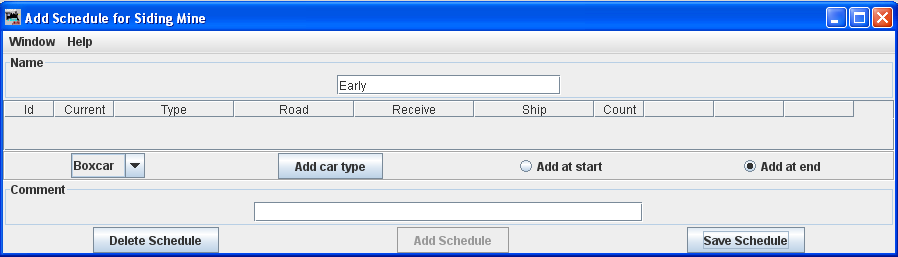 Add Schedule for Siding Mine
Window Help
Name
Early
Id Current Type Road Receive Ship Count
Boxcar Add car type Add at start Add at end
Comment
Delete Schedule Add Schedule Save Schedule